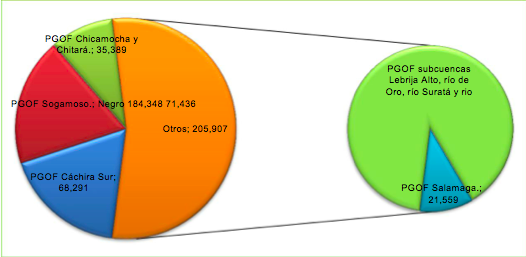 PGOF Chicamocha y
Chitará.; 35,389
PGOF Sogamoso.; Negro 184,348 71,436
Otros; 205,907
PGOF Cáchira Sur;
68,291
PGOF subcuencas
Lebrija Alto, río de
Oro, río Suratá y rio
PGOF Salamaga.;
21,559